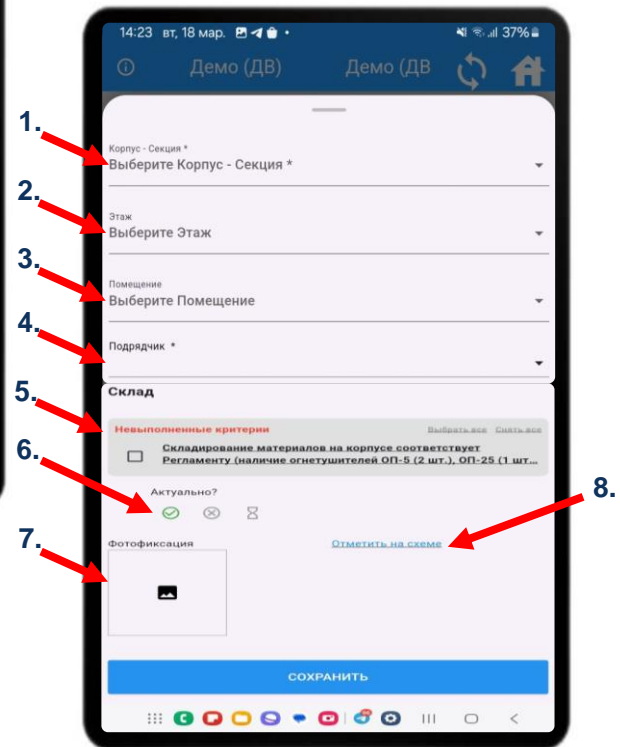 14:23 вт, 18 мар.
37%
Демо (ДВ)
Демо (ДВ
1.
Корпус - Секция *
Выберите Корпус - Секция *
2.
Этаж
Выберите Этаж
3.
Помещение
Выберите Помещение
4.
Подрядчик *
Склад
5.
Невыполненные критерии
Выбрать все Снять все
Складирование материалов на корпусе соответствует
Регламенту (наличие огнетушителей ОП-5 (2 шт.), ОП-25 (1 шт...
6.
Актуально?
8.
7.
Фотофиксация
Отметить на схеме
СОХРАНИТЬ